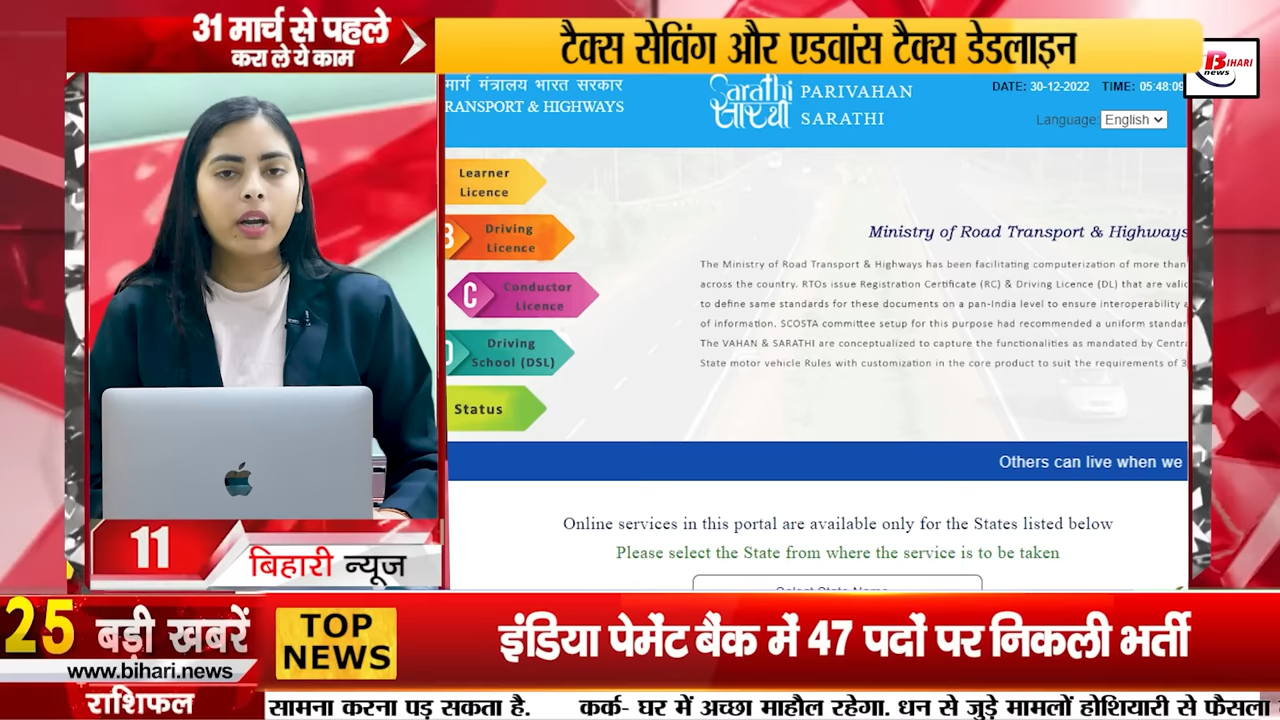 31 मार्च से पहले
करा ले ये काम
टैक्स सेविंग और एडवांस टैक्स डेडलाइन
BIHARI
news
मार्ग मंत्रालय भारत सरकार
RANSPORT & HIGHWAYS
Sarathi
सारथी
PARIVAHAN
SARATHI
DATE: 30-12-2022 TIME: 05:48:09
Language: English
Learner
Licence
B Driving
Licence
C Conductor
Licence
D Driving
School (DSL)
Status
Ministry of Road Transport & Highways
The Ministry of Road Transport & Highways has been facilitating computerization of more than
across the country. RTOs issue Registration Certificate (RC) & Driving Licence (DL) that are valid
to define same standards for these documents on a pan-India level to ensure interoperability a
of information. SCOSTA committee setup for this purpose had recommended a uniform standar
The VAHAN & SARATHI are conceptualized to capture the functionalities as mandated by Centra
State motor vehicle Rules with customization in the core product to suit the requirements of 3
Others can live when we
Online services in this portal are available only for the States listed below
Please select the State from where the service is to be taken
11
बिहारी न्यूज
25 बड़ी खबरें
www.bihari.news
TOP
NEWS
इंडिया पेमेंट बैंक में 47 पदों पर निकली भर्ती
राशिफल
सामना करना पड़ सकता है. कर्क- घर में अच्छा माहौल रहेगा. धन से जुड़े मामलों होशियारी से फैसला